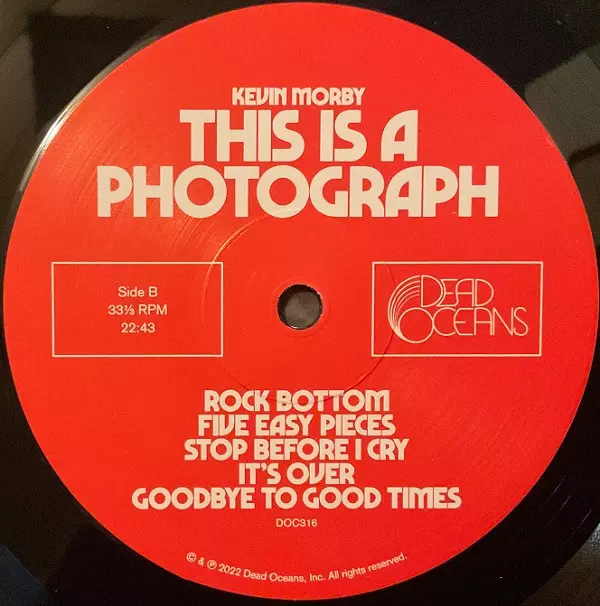 KEVIN MORBY
THIS IS A
PHOTOGRAPH
Side B
33⅓ RPM
22:43
DEAD
OCEANS
ROCK BOTTOM
FIVE EASY PIECES
STOP BEFORE I CRY
IT'S OVER
GOODBYE TO GOOD TIMES
DOC316
© & ℗ 2022 Dead Oceans, Inc. All rights reserved.